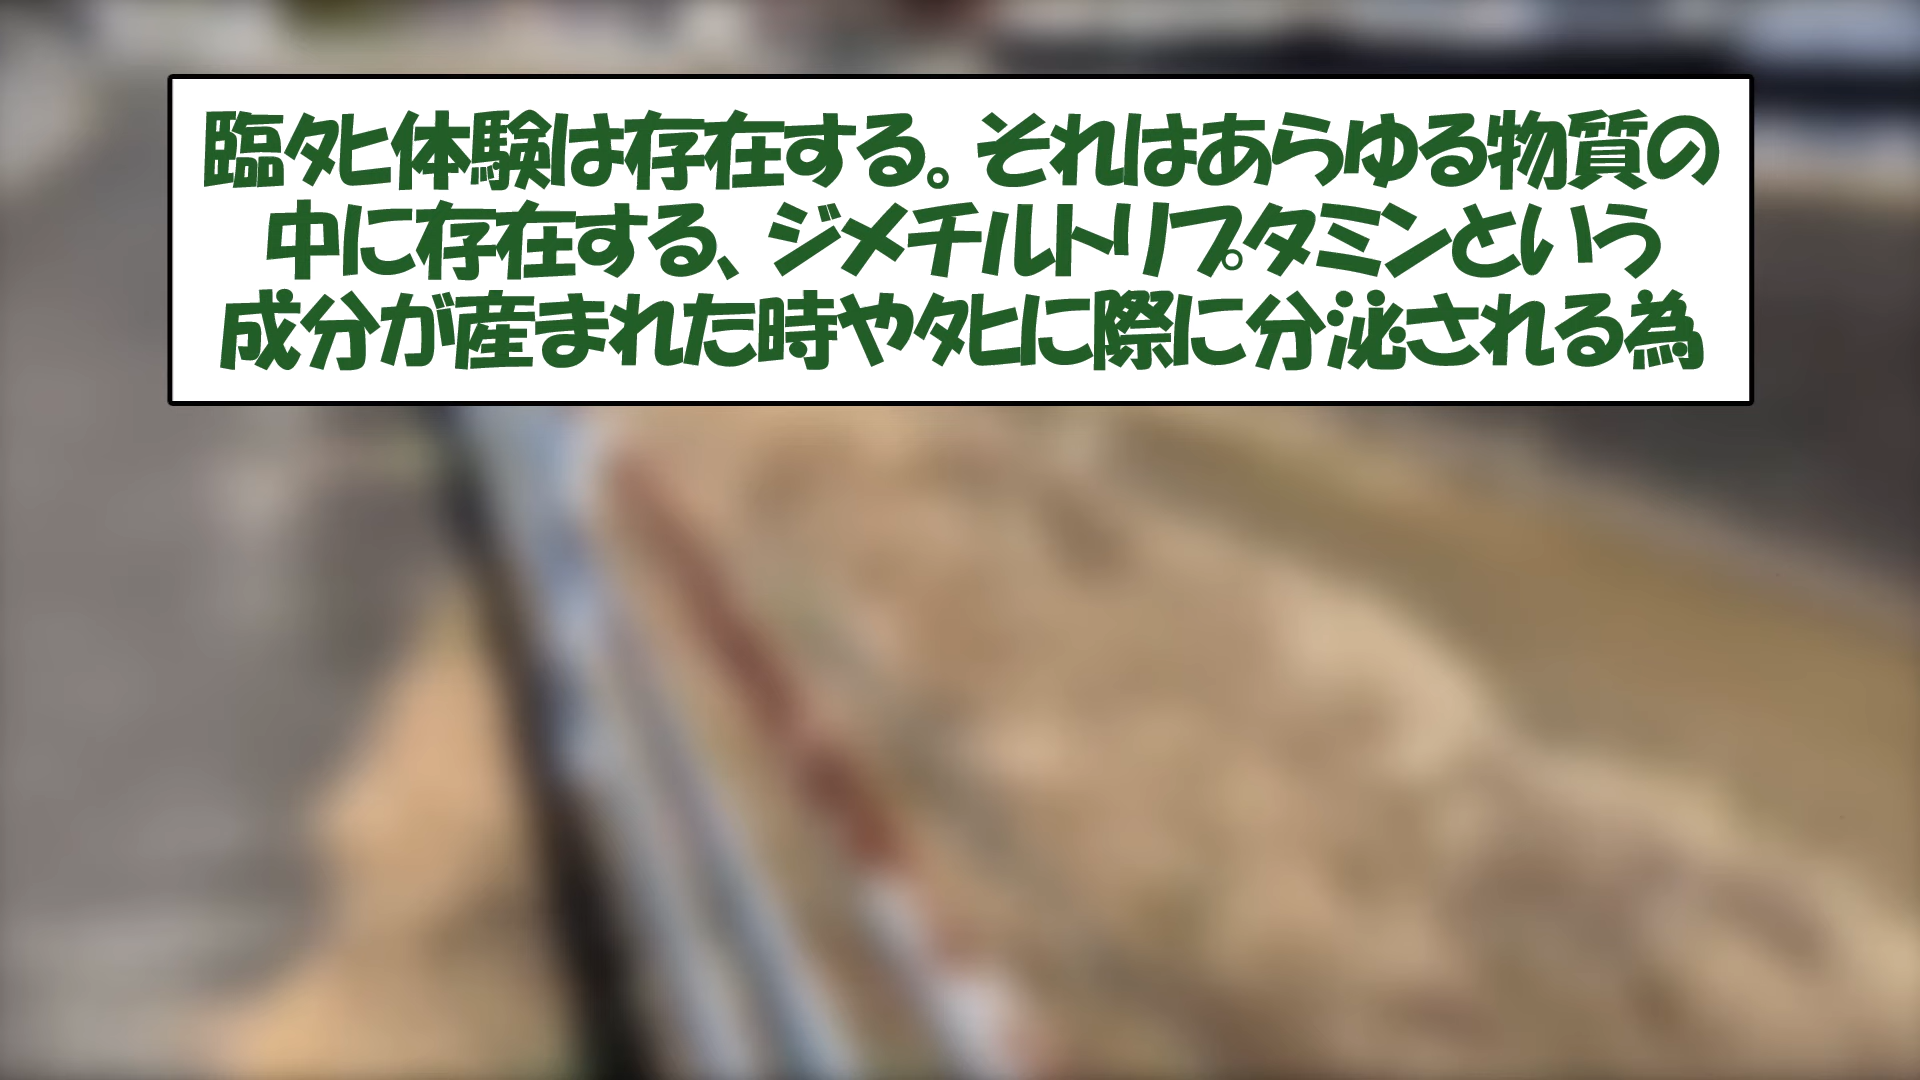 臨タヒ体験は存在する。それはあらゆる物質の
中に存在する、ジメチルトリプタミンという
成分が産まれた時やタヒに際に分泌される為